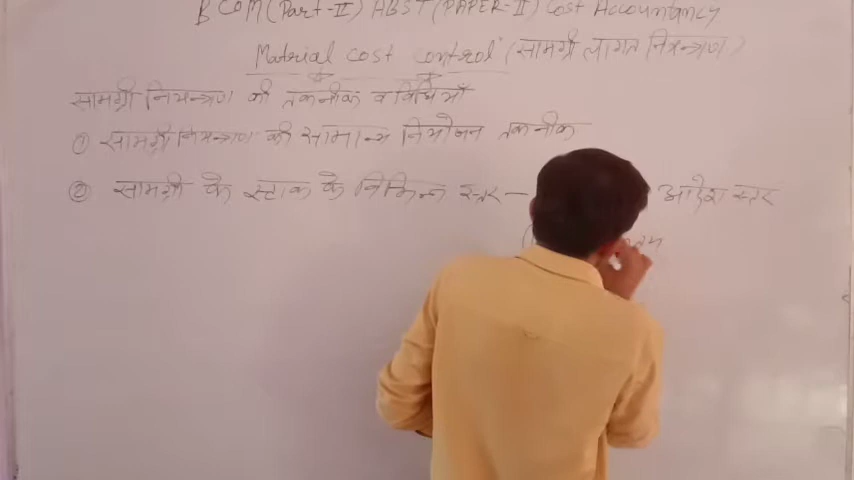 B COM (Part-II) ABST (PAPER-II) Cost Accountancy
Material cost control (सामग्री लागत नियन्त्रण)
सामग्री नियन्त्रण की तकनीक व विधियाँ
① सामग्री नियन्त्रण की सामान्य नियोजन तकनीक
② सामग्री के स्टाक के विभिन्न स्तर — आदेश स्तर